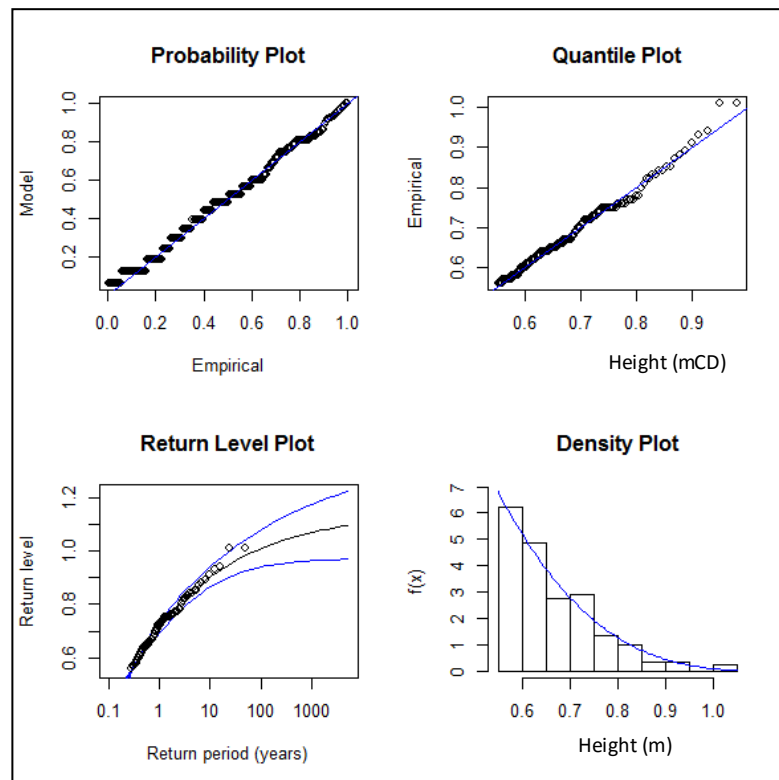 Probability Plot
Model
0.2 0.4 0.6 0.8 1.0
0.0 0.2 0.4 0.6 0.8 1.0
Empirical
Quantile Plot
Empirical
0.6 0.7 0.8 0.9 1.0
0.6 0.7 0.8 0.9
Height (mCD)
Return Level Plot
Return level
0.6 0.8 1.0 1.2
0.1 1 10 100 1000
Return period (years)
Density Plot
f(x)
0 1 2 3 4 5 6 7
0.6 0.7 0.8 0.9 1.0
Height (m)